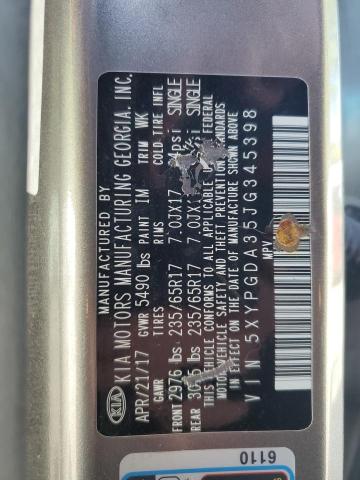 MANUFACTURED BY
KIA KIA MOTORS MANUFACTURING GEORGIA, INC.
APR/21/17 GVWR 5490 lbs PAINT IM TRIM WK
GAWR TIRES RIMS COLD TIRE INFL
FRONT 2976 lbs 235/65R17 7.0JX17 psi SINGLE
REAR lbs 235/65R17 7.0JX17 SINGLE
THIS VEHICLE CONFORMS TO ALL APPLICABLE FEDERAL
MOTOR VEHICLE SAFETY AND THEFT PREVENTION STANDARDS
IN EFFECT ON THE DATE OF MANUFACTURE SHOWN ABOVE
VIN 5XYPGDA35JG345398
MPV
6110